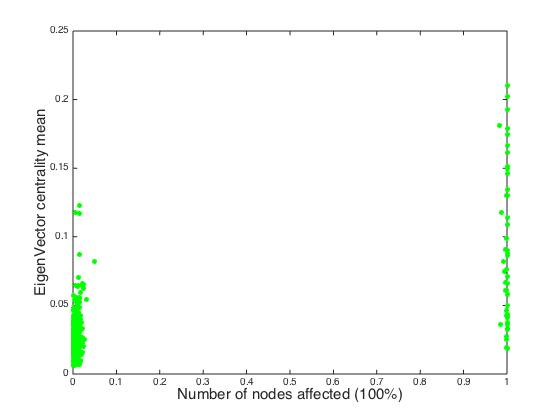 0.25
0.2
0.15
0.1
0.05
0
EigenVector centrality mean
0 0.1 0.2 0.3 0.4 0.5 0.6 0.7 0.8 0.9 1
Number of nodes affected (100%)